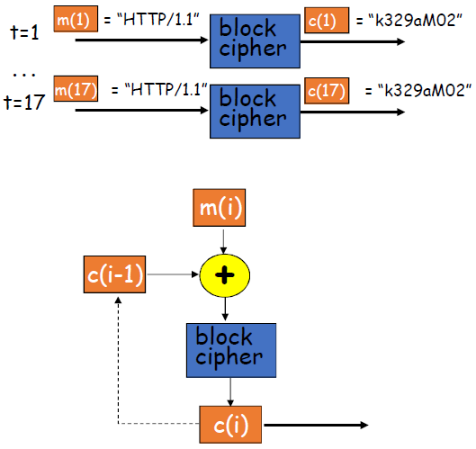 t=1 m(1) = "HTTP/1.1" block cipher c(1) = "k329aM02"
...
t=17 m(17) = "HTTP/1.1" block cipher c(17) = "k329aM02"
m(i)
c(i-1) +
block
cipher
c(i)